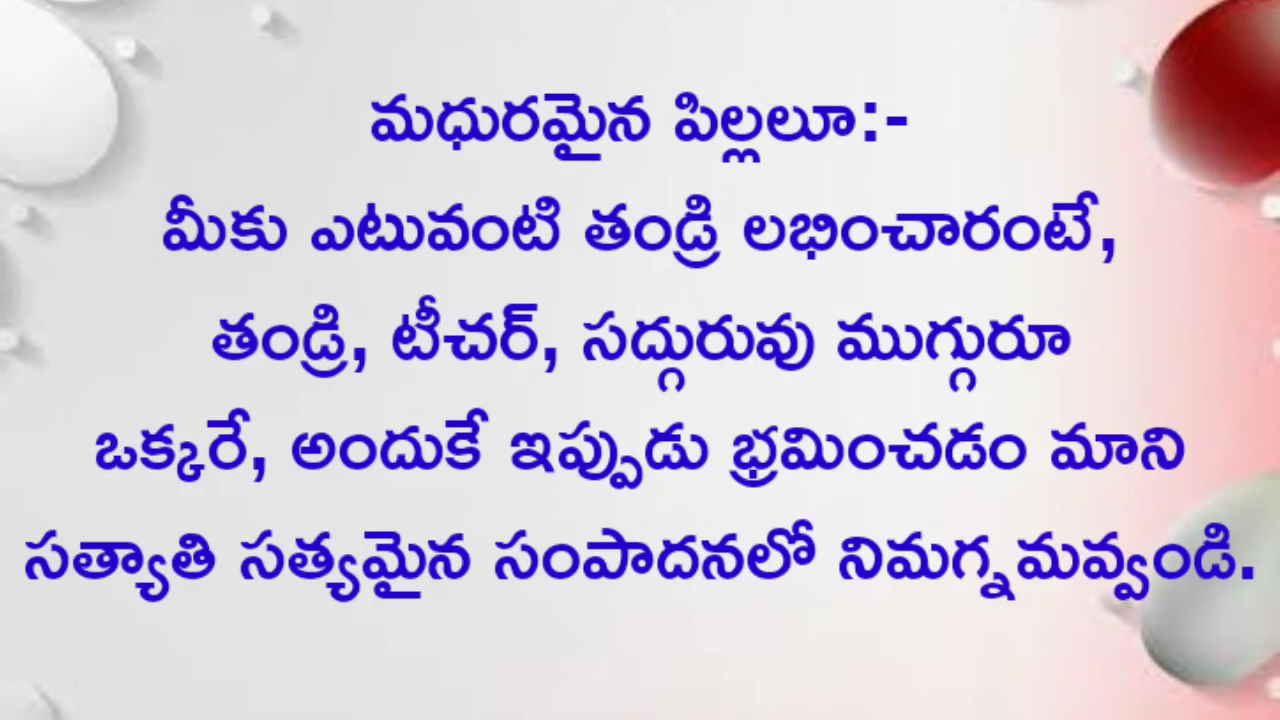 మధురమైన పిల్లలూ:-
మీకు ఎటువంటి తండ్రి లభించారంటే,
తండ్రి, టీచర్, సద్గురువు ముగ్గురూ
ఒక్కరే, అందుకే ఇప్పుడు భ్రమించడం మాని
సత్యాతి సత్యమైన సంపాదనలో నిమగ్నమవ్వండి.